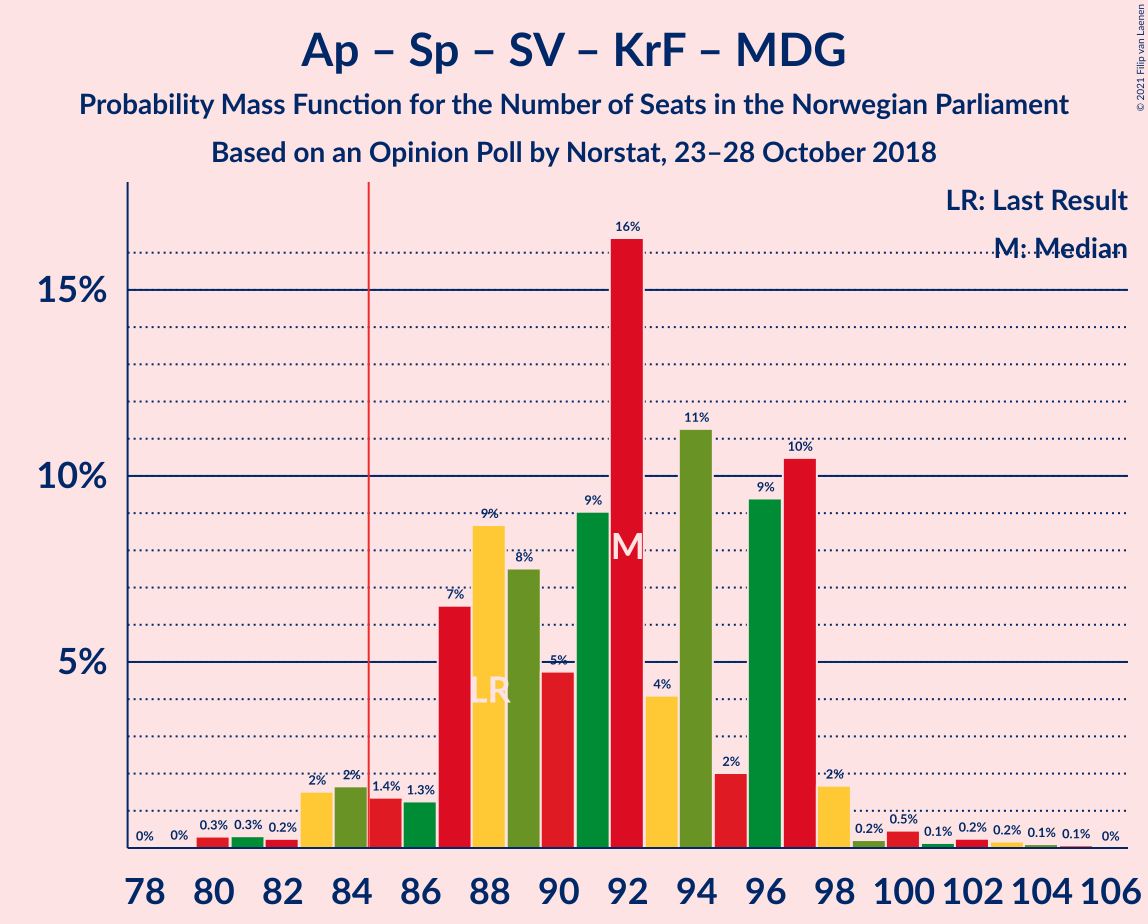 Ap – Sp – SV – KrF – MDG
Probability Mass Function for the Number of Seats in the Norwegian Parliament
Based on an Opinion Poll by Norstat, 23–28 October 2018
© 2021 Filip van Laenen
LR: Last Result
M: Median
15%
10%
5%
0% 0% 0.3% 0.3% 0.2% 2% 2% 1.4% 1.3% 7% 9% 8% 5% 9% 16% 4% 11% 2% 9% 10% 2% 0.2% 0.5% 0.1% 0.2% 0.2% 0.1% 0.1% 0%
M
LR
78 80 82 84 86 88 90 92 94 96 98 100 102 104 106